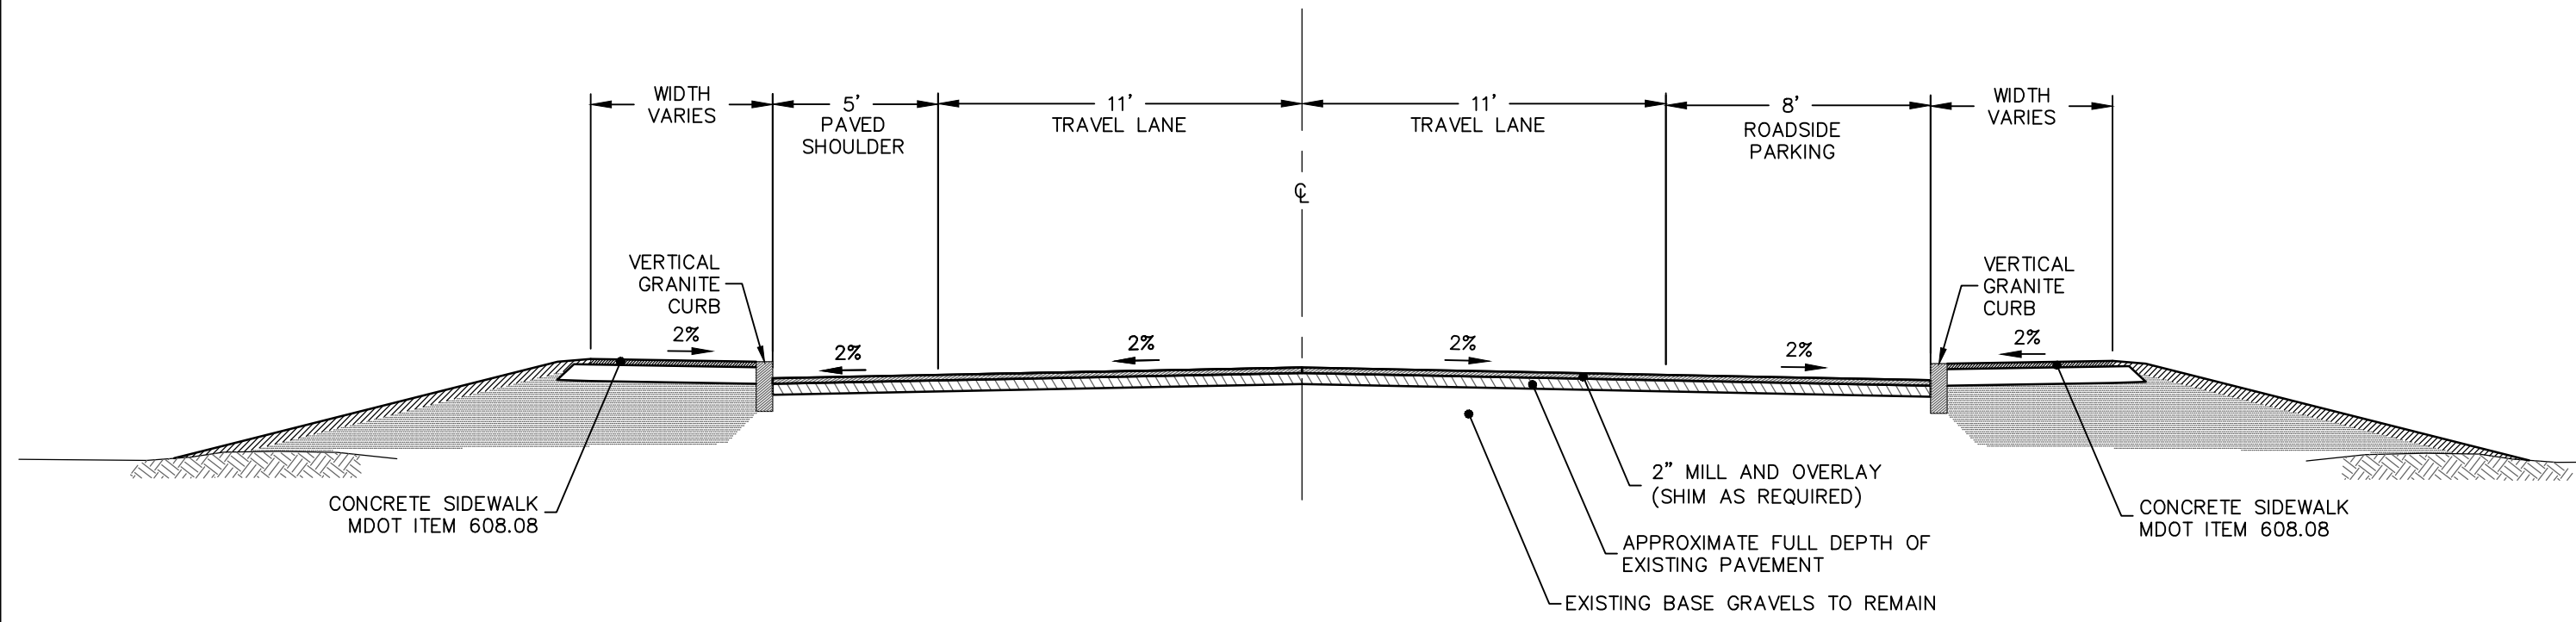 WIDTH
VARIES
5'
PAVED
SHOULDER
11'
TRAVEL LANE
11'
TRAVEL LANE
8'
ROADSIDE
PARKING
WIDTH
VARIES
℄
VERTICAL
GRANITE
CURB
VERTICAL
GRANITE
CURB
2%
2%
2%
2%
2%
2%
CONCRETE SIDEWALK
MDOT ITEM 608.08
2" MILL AND OVERLAY
(SHIM AS REQUIRED)
APPROXIMATE FULL DEPTH OF
EXISTING PAVEMENT
EXISTING BASE GRAVELS TO REMAIN
CONCRETE SIDEWALK
MDOT ITEM 608.08